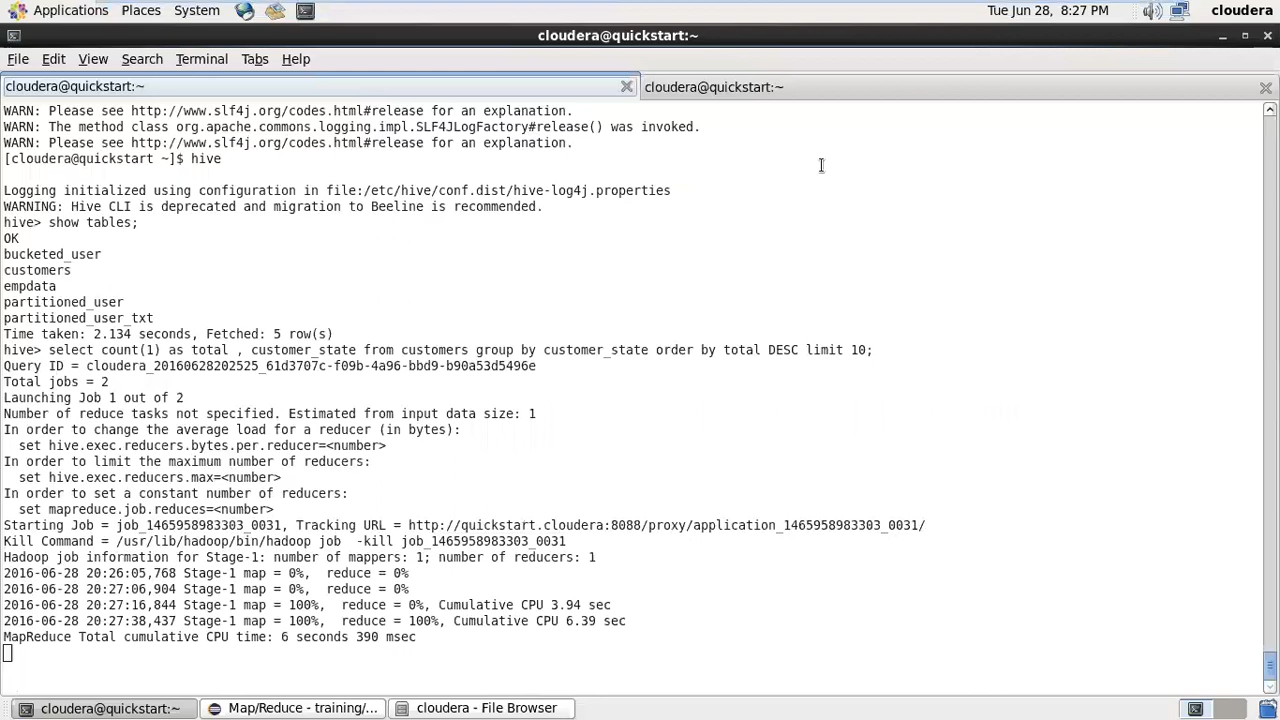 Applications Places System Tue Jun 28, 8:27 PM cloudera
cloudera@quickstart:~
File Edit View Search Terminal Tabs Help
cloudera@quickstart:~ cloudera@quickstart:~
WARN: Please see http://www.slf4j.org/codes.html#release for an explanation.
WARN: The method class org.apache.commons.logging.impl.SLF4JLogFactory#release() was invoked.
WARN: Please see http://www.slf4j.org/codes.html#release for an explanation.
[cloudera@quickstart ~]$ hive
Logging initialized using configuration in file:/etc/hive/conf.dist/hive-log4j.properties
WARNING: Hive CLI is deprecated and migration to Beeline is recommended.
hive> show tables;
OK
bucketed_user
customers
empdata
partitioned_user
partitioned_user_txt
Time taken: 2.134 seconds, Fetched: 5 row(s)
hive> select count(1) as total , customer_state from customers group by customer_state order by total DESC limit 10;
Query ID = cloudera_20160628202525_61d3707c-f09b-4a96-bbd9-b90a53d5496e
Total jobs = 2
Launching Job 1 out of 2
Number of reduce tasks not specified. Estimated from input data size: 1
In order to change the average load for a reducer (in bytes):
  set hive.exec.reducers.bytes.per.reducer=<number>
In order to limit the maximum number of reducers:
  set hive.exec.reducers.max=<number>
In order to set a constant number of reducers:
  set mapreduce.job.reduces=<number>
Starting Job = job_1465958983303_0031, Tracking URL = http://quickstart.cloudera:8088/proxy/application_1465958983303_0031/
Kill Command = /usr/lib/hadoop/bin/hadoop job  -kill job_1465958983303_0031
Hadoop job information for Stage-1: number of mappers: 1; number of reducers: 1
2016-06-28 20:26:05,768 Stage-1 map = 0%,  reduce = 0%
2016-06-28 20:27:06,904 Stage-1 map = 0%,  reduce = 0%
2016-06-28 20:27:16,844 Stage-1 map = 100%,  reduce = 0%, Cumulative CPU 3.94 sec
2016-06-28 20:27:38,437 Stage-1 map = 100%,  reduce = 100%, Cumulative CPU 6.39 sec
MapReduce Total cumulative CPU time: 6 seconds 390 msec
cloudera@quickstart:~ Map/Reduce - training/... cloudera - File Browser